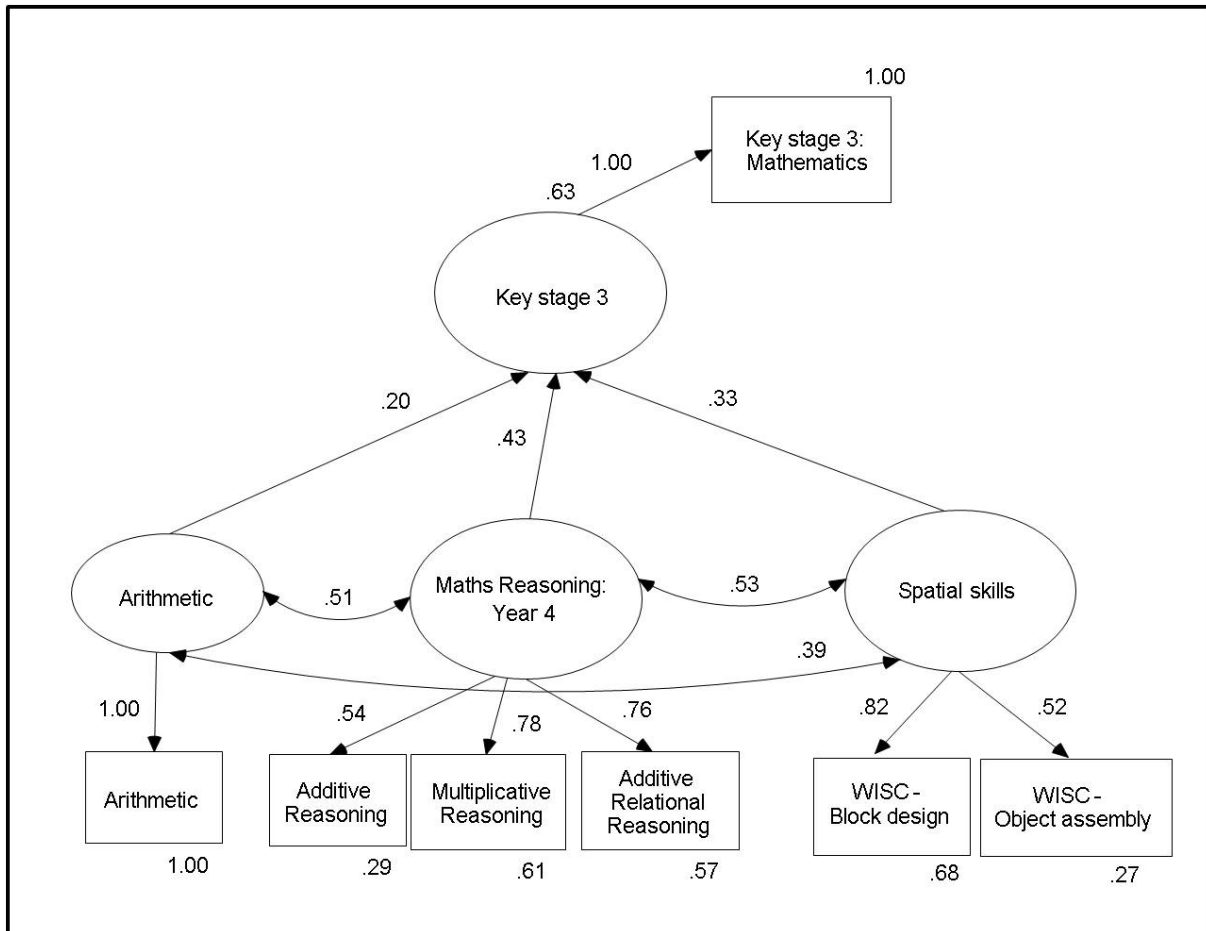 1.00
Key stage 3:
Mathematics
1.00
.63
Key stage 3
.20
.43
.33
Arithmetic
.51
Maths Reasoning:
Year 4
.53
Spatial skills
.39
1.00
.54
.78
.76
.82
.52
Arithmetic
Additive
Reasoning
Multiplicative
Reasoning
Additive
Relational
Reasoning
WISC -
Block design
WISC -
Object assembly
1.00
.29
.61
.57
.68
.27